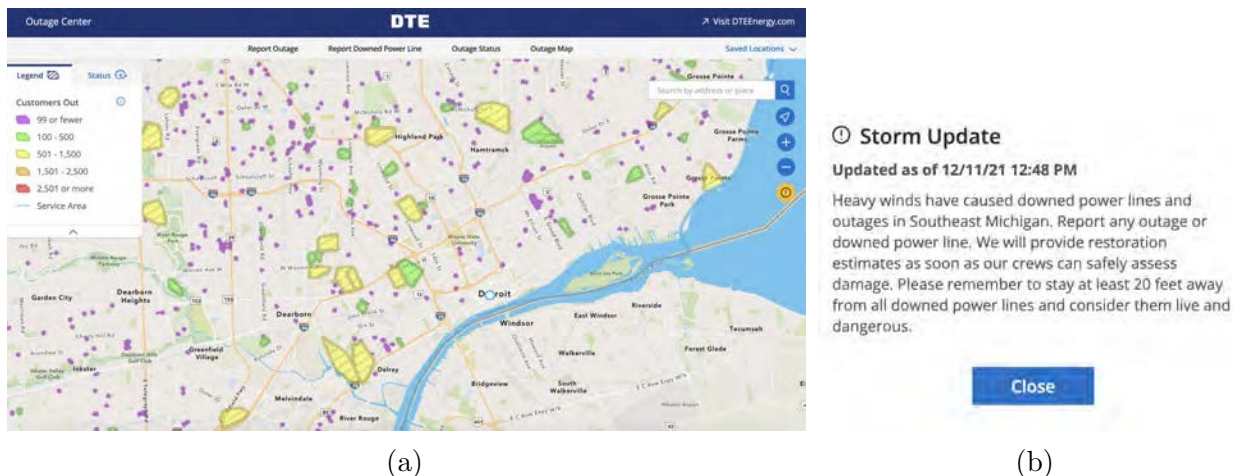 Outage Center
DTE
Visit DTEEnergy.com
Report Outage
Report Downed Power Line
Outage Status
Outage Map
Saved Locations
Legend
Status
Customers Out
99 or fewer
100 - 500
501 - 1,500
1,501 - 2,500
2,501 or more
Service Area
Search by address or place
Grosse Pointe
Highland Park
Hamtramck
Grosse Pointe
Farms
Grosse Pointe
Grosse Pointe
Park
Wayne State
University
Garden City
Dearborn
Heights
Detroit
Dearborn
Windsor
East Windsor
Riverside
Tecumseh
Greenfield
Village
Inkster
Walkerville
Forest Glade
Delray
Bridgeview
South
Walkerville
Melvindale
River Rouge
(a)
Storm Update
Updated as of 12/11/21 12:48 PM
Heavy winds have caused downed power lines and
outages in Southeast Michigan. Report any outage or
downed power line. We will provide restoration
estimates as soon as our crews can safely assess
damage. Please remember to stay at least 20 feet away
from all downed power lines and consider them live and
dangerous.
Close
(b)